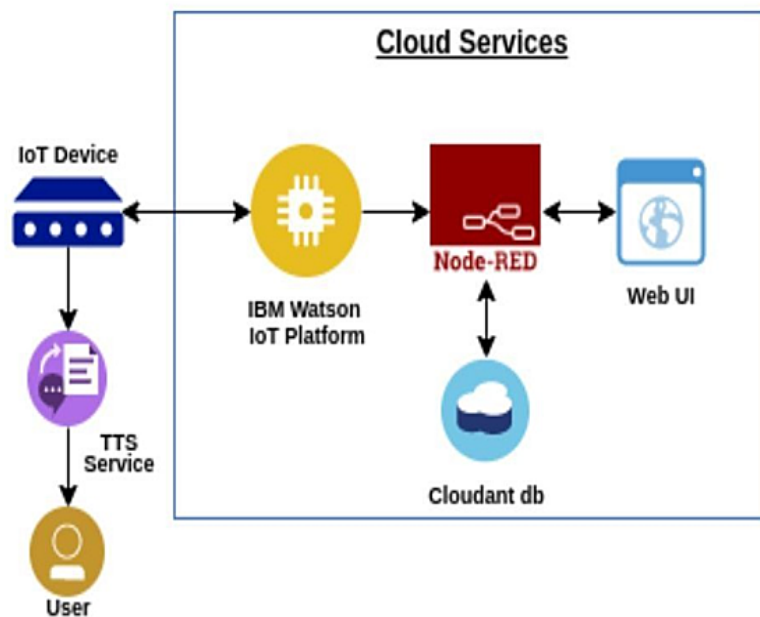 Cloud Services
IoT Device
Node-RED
IBM Watson
IoT Platform
Web UI
TTS
Service
Cloudant db
User